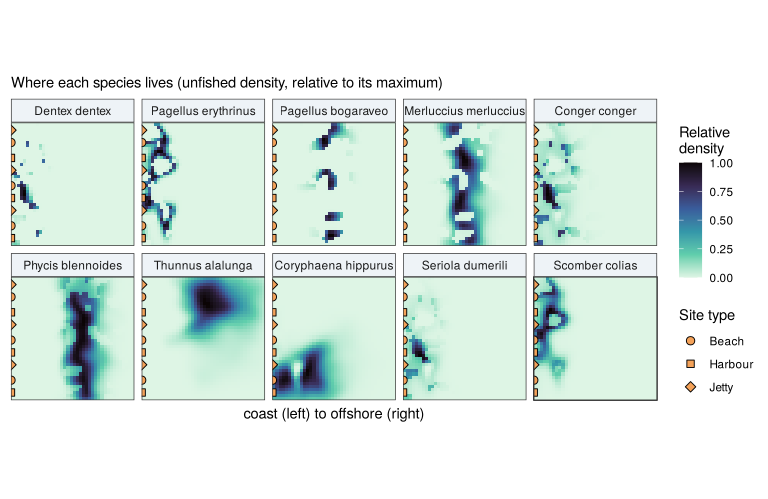 Where each species lives (unfished density, relative to its maximum)
Dentex dentex
Pagellus erythrinus
Pagellus bogaraveo
Merluccius merluccius
Conger conger
Phycis blennoides
Thunnus alalunga
Coryphaena hippurus
Seriola dumerili
Scomber colias
coast (left) to offshore (right)
Relative
density
1.00
0.75
0.50
0.25
0.00
Site type
Beach
Harbour
Jetty